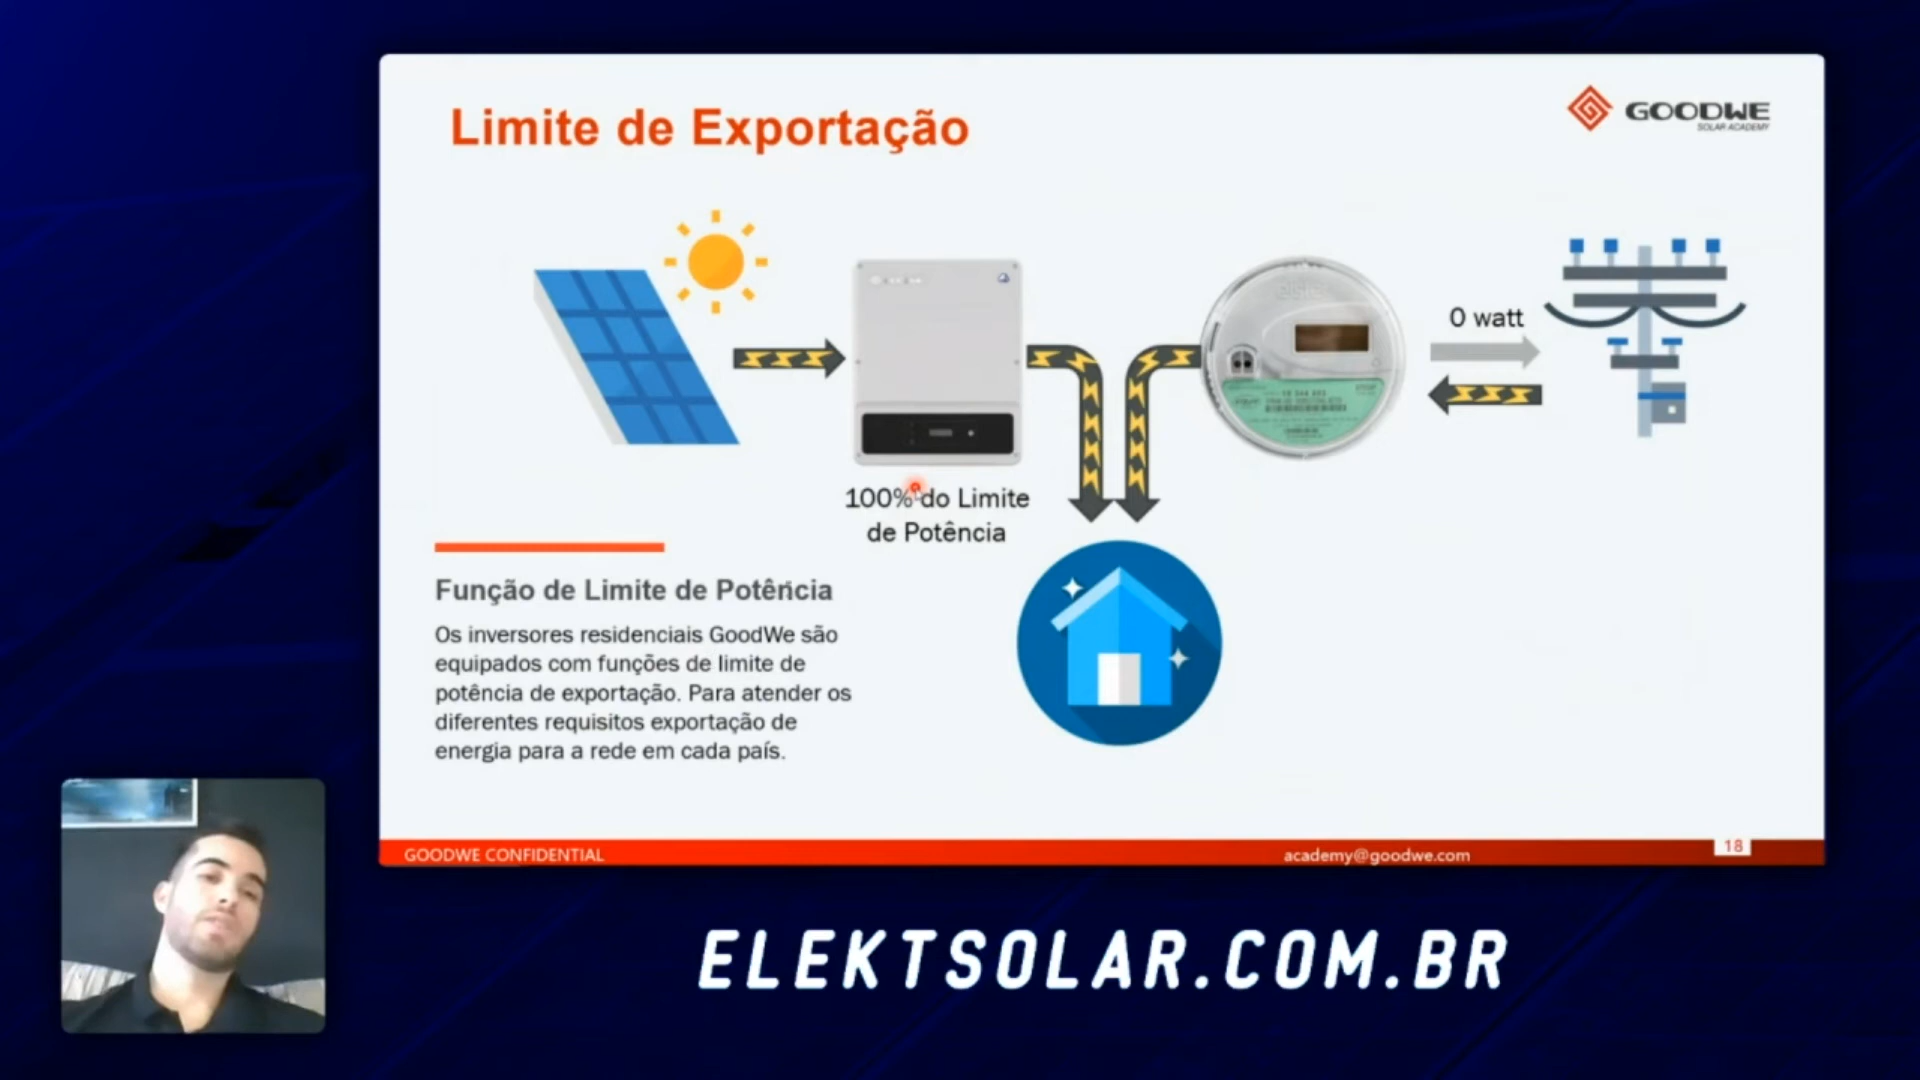 Limite de Exportação
GOODWE
SOLAR ACADEMY
0 watt
100% do Limite
de Potência
Função de Limite de Potência
Os inversores residenciais GoodWe são
equipados com funções de limite de
potência de exportação. Para atender os
diferentes requisitos exportação de
energia para a rede em cada país.
GOODWE CONFIDENTIAL
academy@goodwe.com
18
ELEKTSOLAR.COM.BR